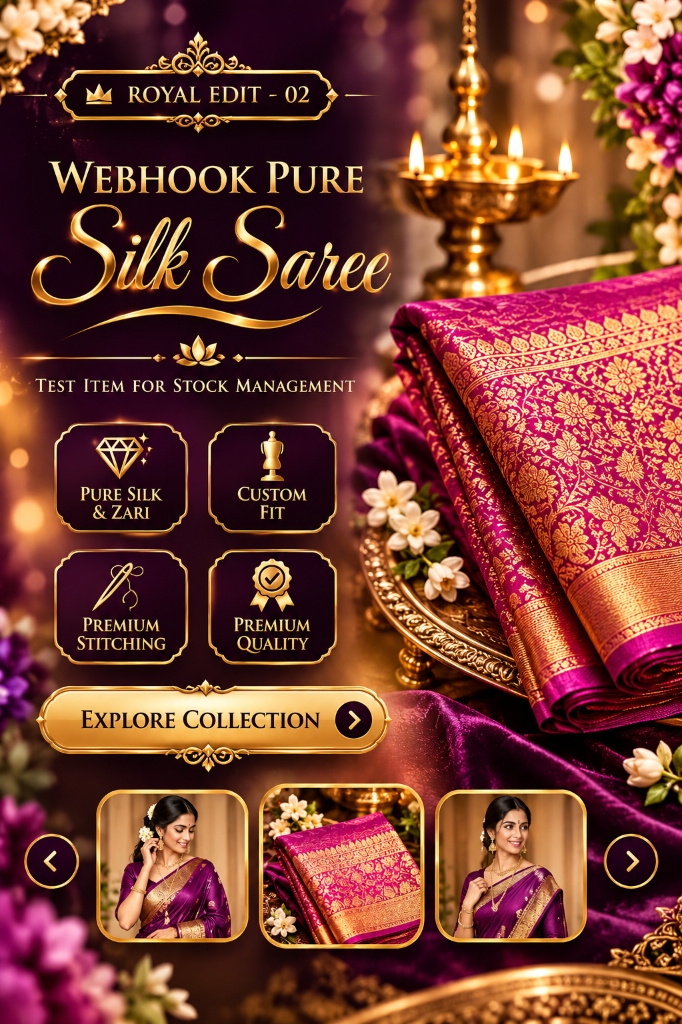 ROYAL EDIT - 02
WEBHOOK PURE
Silk Saree
TEST ITEM FOR STOCK MANAGEMENT
PURE SILK
& ZARI
CUSTOM
FIT
PREMIUM
STITCHING
PREMIUM
QUALITY
EXPLORE COLLECTION